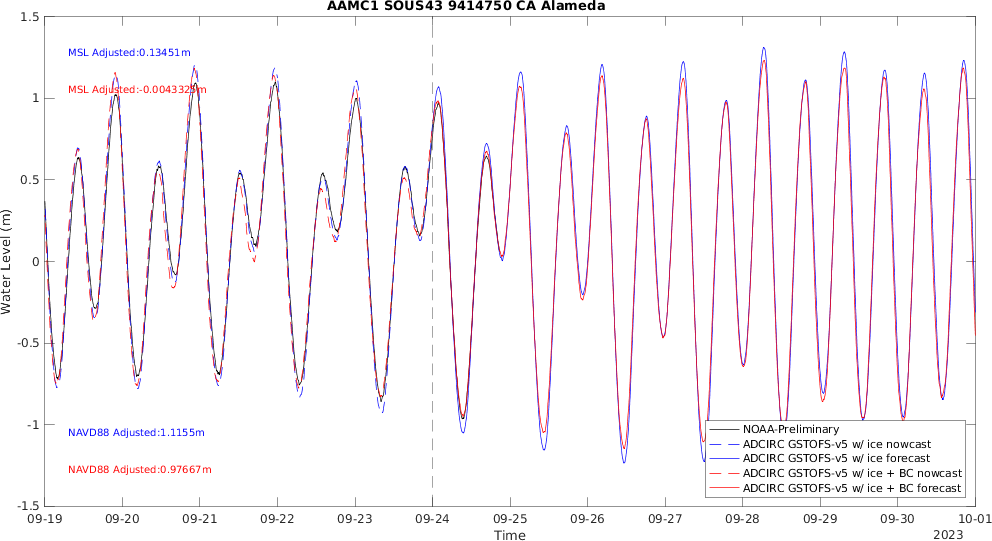 AAMC1 SOUS43 9414750 CA Alameda
1.5
1
0.5
0
-0.5
-1
-1.5
Water Level (m)
MSL Adjusted:0.13451m
MSL Adjusted:-0.0043325m
NAVD88 Adjusted:1.1155m
NAVD88 Adjusted:0.97667m
NOAA-Preliminary
ADCIRC GSTOFS-v5 w/ ice nowcast
ADCIRC GSTOFS-v5 w/ ice forecast
ADCIRC GSTOFS-v5 w/ ice + BC nowcast
ADCIRC GSTOFS-v5 w/ ice + BC forecast
09-19 09-20 09-21 09-22 09-23 09-24 09-25 09-26 09-27 09-28 09-29 09-30 10-01
Time
2023